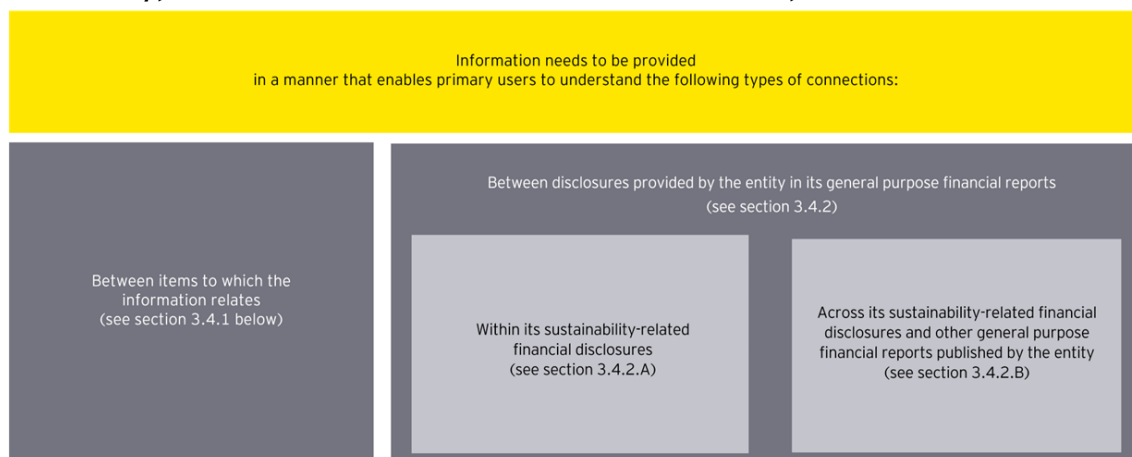 Information needs to be provided
in a manner that enables primary users to understand the following types of connections:
Between items to which the
information relates
(see section 3.4.1 below)
Between disclosures provided by the entity in its general purpose financial reports
(see section 3.4.2)
Within its sustainability-related
financial disclosures
(see section 3.4.2.A)
Across its sustainability-related financial
disclosures and other general purpose
financial reports published by the entity
(see section 3.4.2.B)